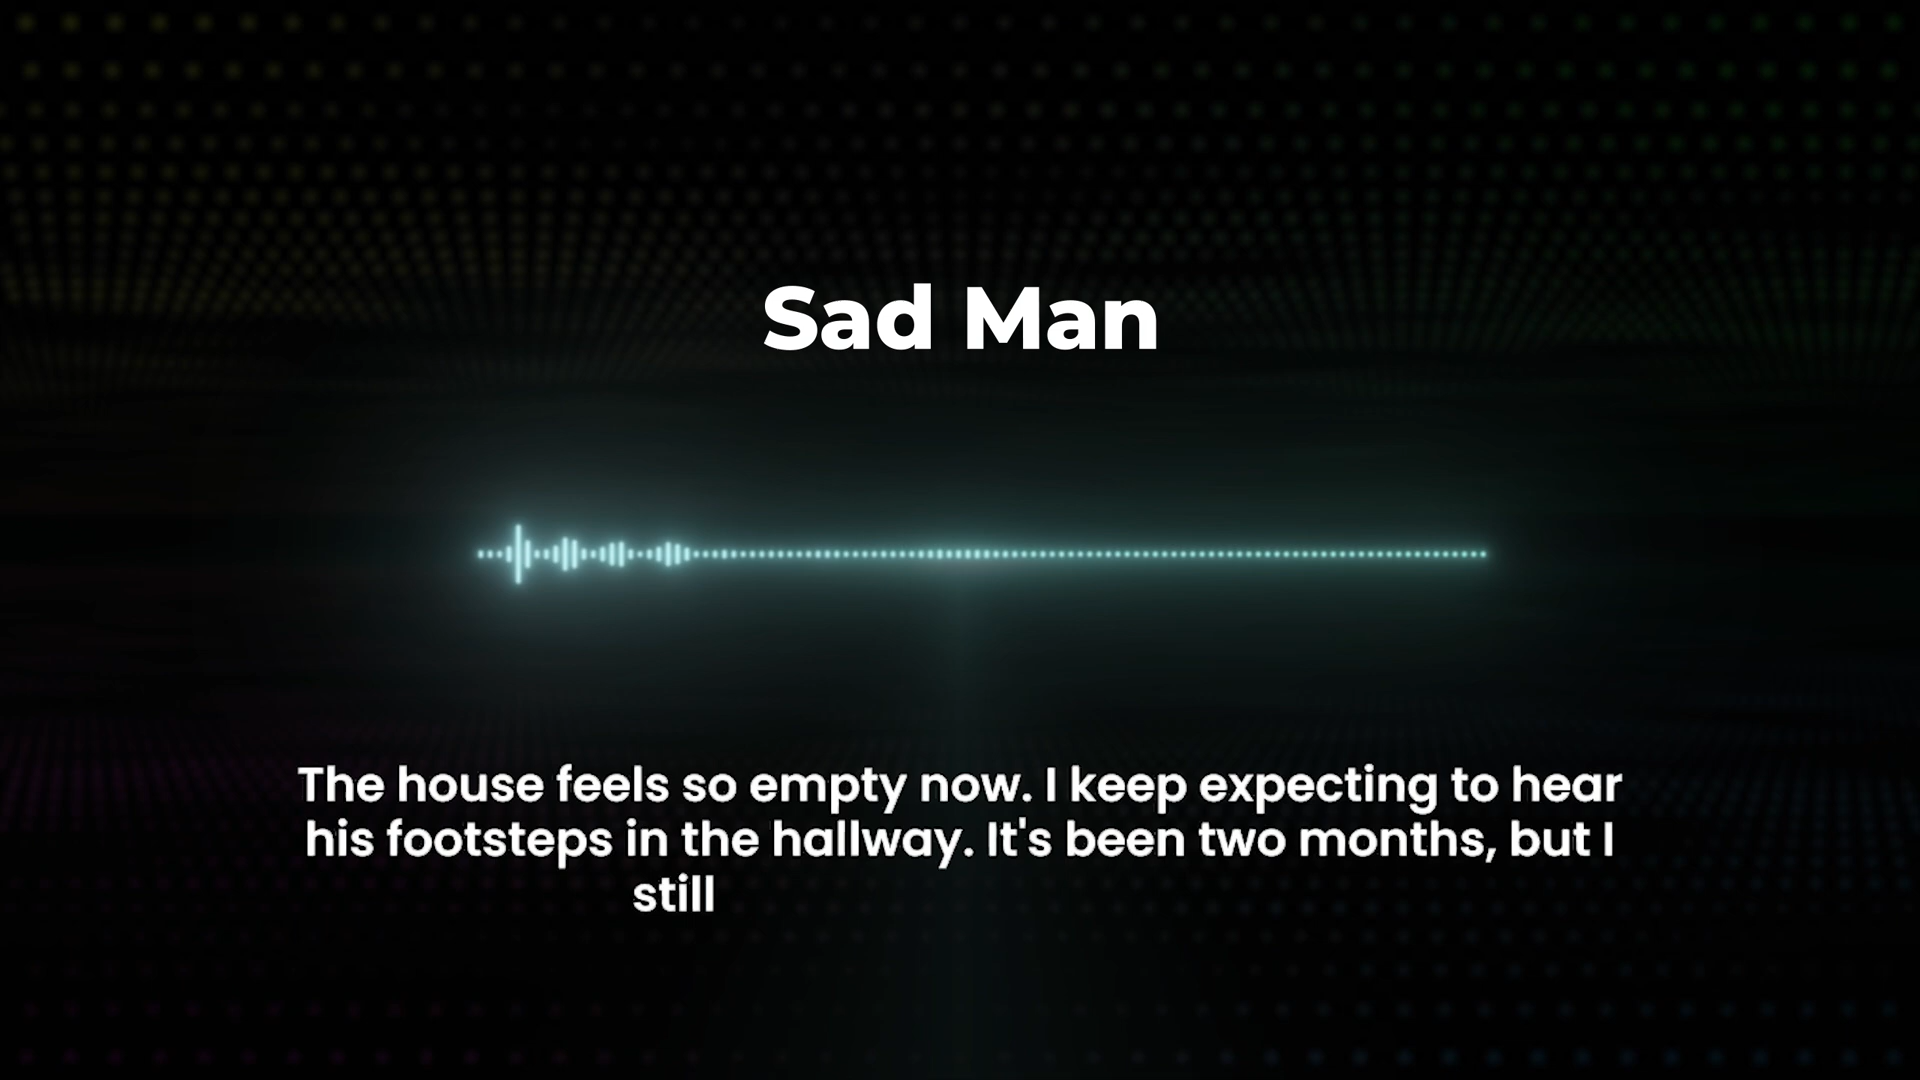 Sad Man
The house feels so empty now. I keep expecting to hear
his footsteps in the hallway. It's been two months, but I
still